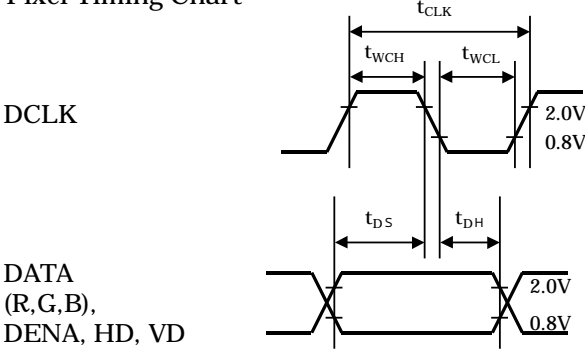 Pixel Timing Chart
tCLK
tWCH
tWCL
DCLK
2.0V
0.8V
tDS
tDH
DATA
(R,G,B),
DENA, HD, VD
2.0V
0.8V